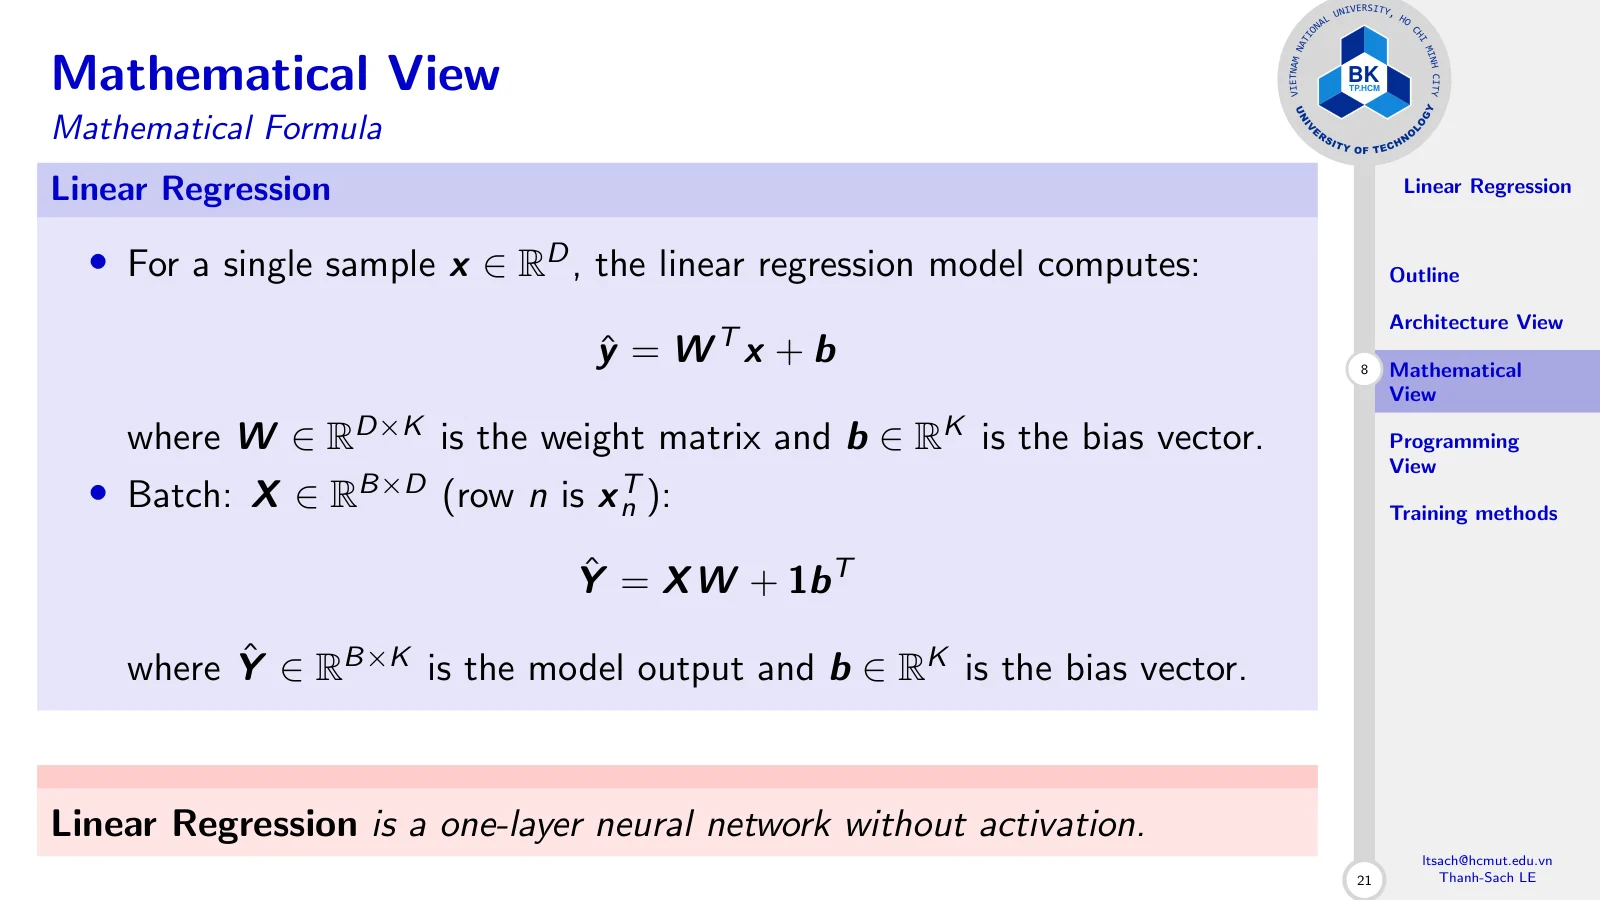 Mathematical View
Mathematical Formula
Linear Regression
• For a single sample x ∈ ℝ^D, the linear regression model computes:
ŷ = W^T x + b
where W ∈ ℝ^{D×K} is the weight matrix and b ∈ ℝ^K is the bias vector.
• Batch: X ∈ ℝ^{B×D} (row n is x_n^T):
Ŷ = XW + 1b^T
where Ŷ ∈ ℝ^{B×K} is the model output and b ∈ ℝ^K is the bias vector.
Linear Regression is a one-layer neural network without activation.
VIETNAM NATIONAL UNIVERSITY, HO CHI MINH CITY
BK
TP.HCM
UNIVERSITY OF TECHNOLOGY
Linear Regression
Outline
Architecture View
8
Mathematical
View
Programming
View
Training methods
ltsach@hcmut.edu.vn
Thanh-Sach LE
21